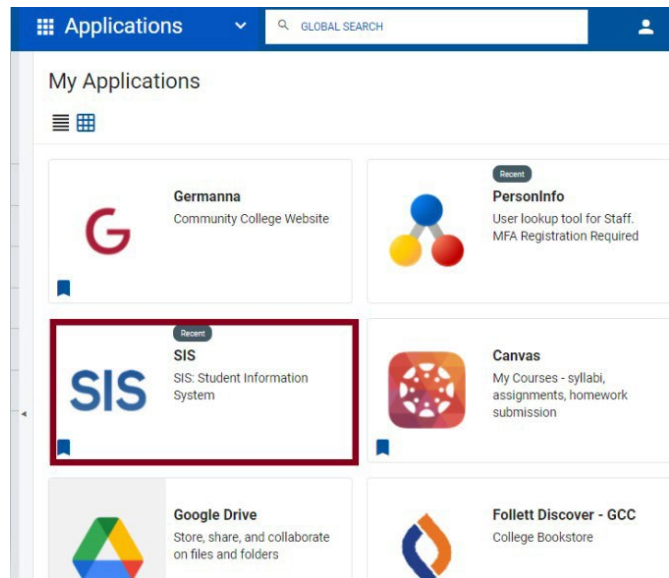 Applications
GLOBAL SEARCH
My Applications
Germanna
Community College Website
G
Recent
PersonInfo
User lookup tool for Staff.
MFA Registration Required
Recent
SIS
SIS: Student Information
System
SIS
Canvas
My Courses - syllabi,
assignments, homework
submission
Google Drive
Store, share, and collaborate
on files and folders
Follett Discover - GCC
College Bookstore